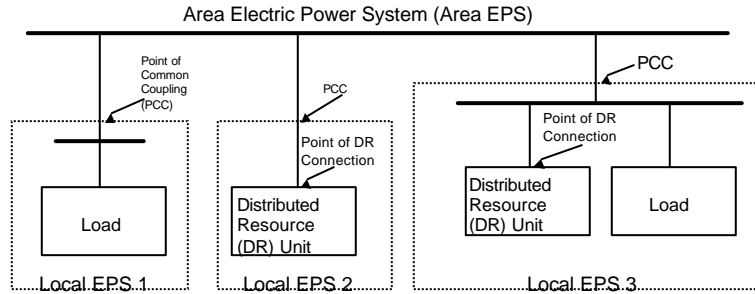 Area Electric Power System (Area EPS)
Point of
Common
Coupling
(PCC)
PCC
PCC
Point of DR
Connection
Point of DR
Connection
Load
Distributed
Resource
(DR) Unit
Distributed
Resource
(DR) Unit
Load
Local EPS 1
Local EPS 2
Local EPS 3